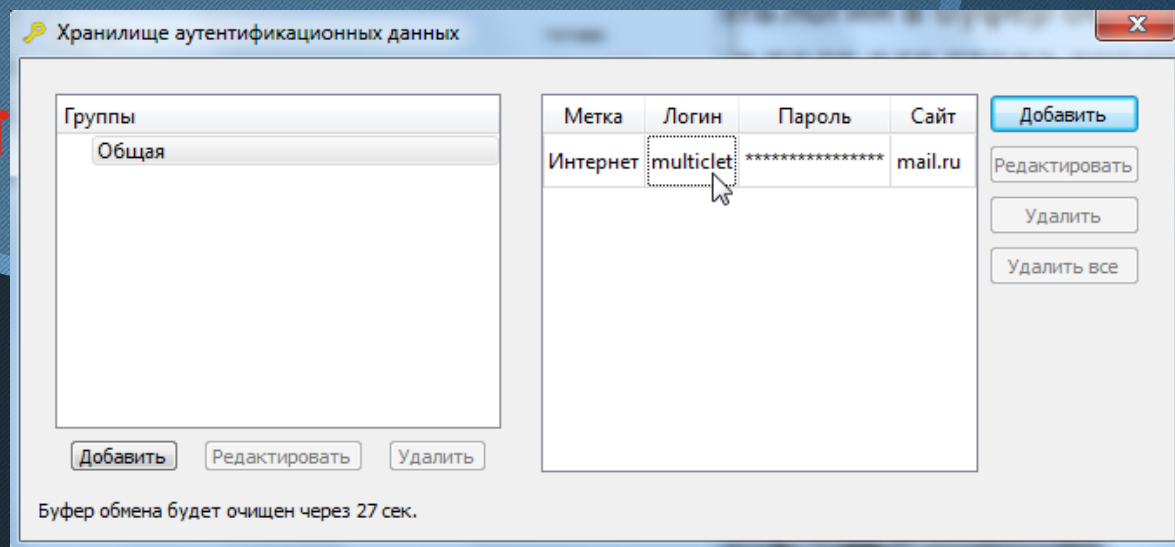 Хранилище аутентификационных данных
Группы
Общая
Добавить Редактировать Удалить
Метка Логин Пароль Сайт
Интернет multiclet **************** mail.ru
Добавить
Редактировать
Удалить
Удалить все
Буфер обмена будет очищен через 27 сек.